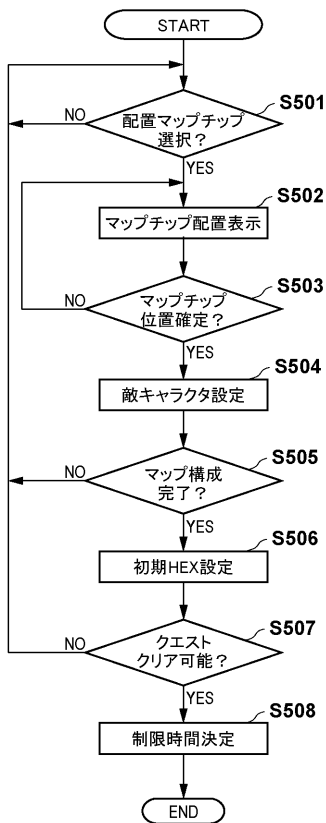 START
S501
配置マップチップ
選択？
NO
YES
S502
マップチップ配置表示
S503
マップチップ
位置確定？
NO
YES
S504
敵キャラクタ設定
S505
マップ構成
完了？
NO
YES
S506
初期HEX設定
S507
クエスト
クリア可能？
NO
YES
S508
制限時間決定
END